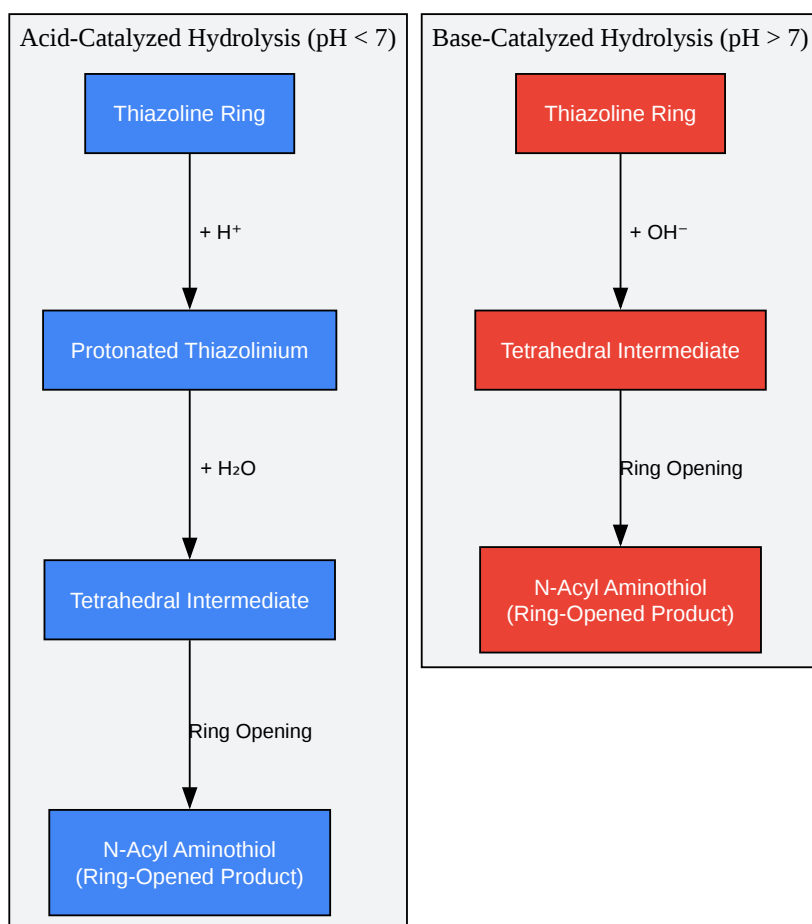 Acid-Catalyzed Hydrolysis (pH < 7)
Thiazoline Ring
+ H⁺
Protonated Thiazolinium
+ H₂O
Tetrahedral Intermediate
Ring Opening
N-Acyl Aminothiol
(Ring-Opened Product)
Base-Catalyzed Hydrolysis (pH > 7)
Thiazoline Ring
+ OH⁻
Tetrahedral Intermediate
Ring Opening
N-Acyl Aminothiol
(Ring-Opened Product)